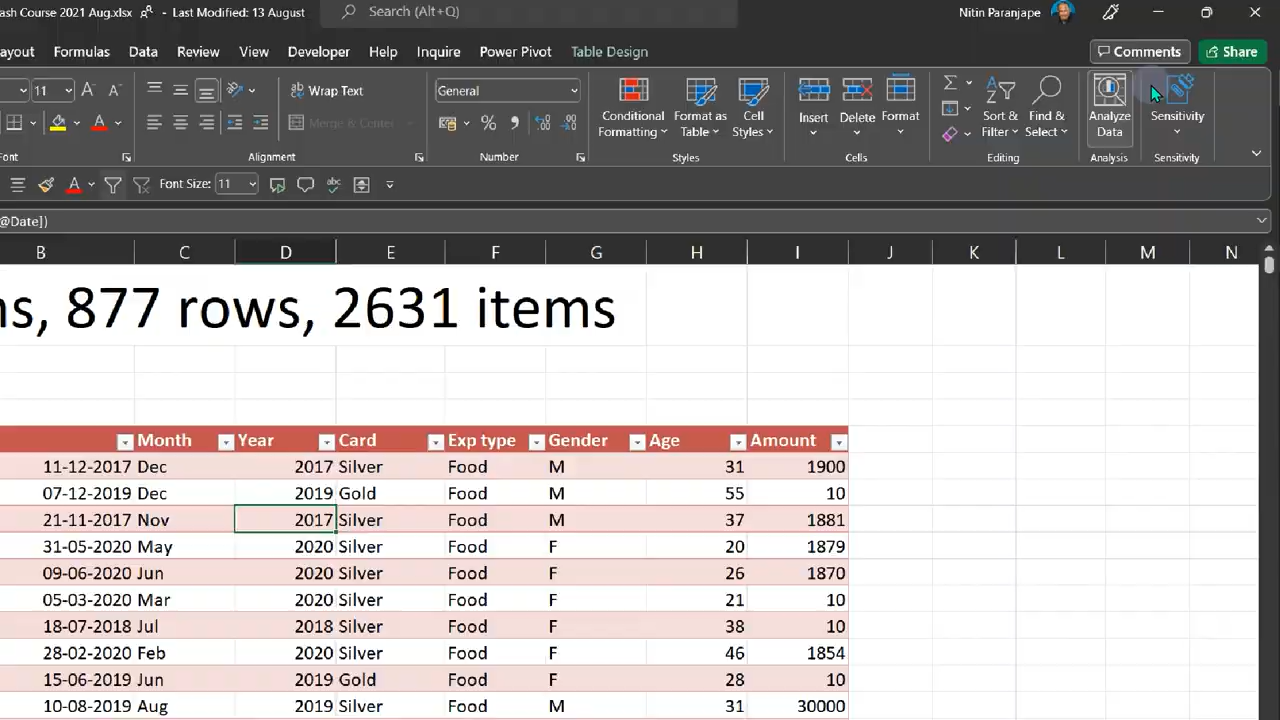 ash Course 2021 Aug.xlsx • Last Modified: 13 August
Search (Alt+Q)
Nitin Paranjape
ayout Formulas Data Review View Developer Help Inquire Power Pivot Table Design
Comments Share
11 A A
Wrap Text
General
Merge & Center
Conditional Formatting
Format as Table
Cell Styles
Insert
Delete
Format
Sort & Filter
Find & Select
Analyze Data
Sensitivity
ont Alignment Number Styles Cells Editing Analysis Sensitivity
Font Size: 11
abc
@Date])
B C D E F G H I J K L M N
ns, 877 rows, 2631 items
Month Year Card Exp type Gender Age Amount
11-12-2017 Dec 2017 Silver Food M 31 1900
07-12-2019 Dec 2019 Gold Food M 55 10
21-11-2017 Nov 2017 Silver Food M 37 1881
31-05-2020 May 2020 Silver Food F 20 1879
09-06-2020 Jun 2020 Silver Food F 26 1870
05-03-2020 Mar 2020 Silver Food F 21 10
18-07-2018 Jul 2018 Silver Food F 38 10
28-02-2020 Feb 2020 Silver Food F 46 1854
15-06-2019 Jun 2019 Gold Food F 28 10
10-08-2019 Aug 2019 Silver Food M 31 30000